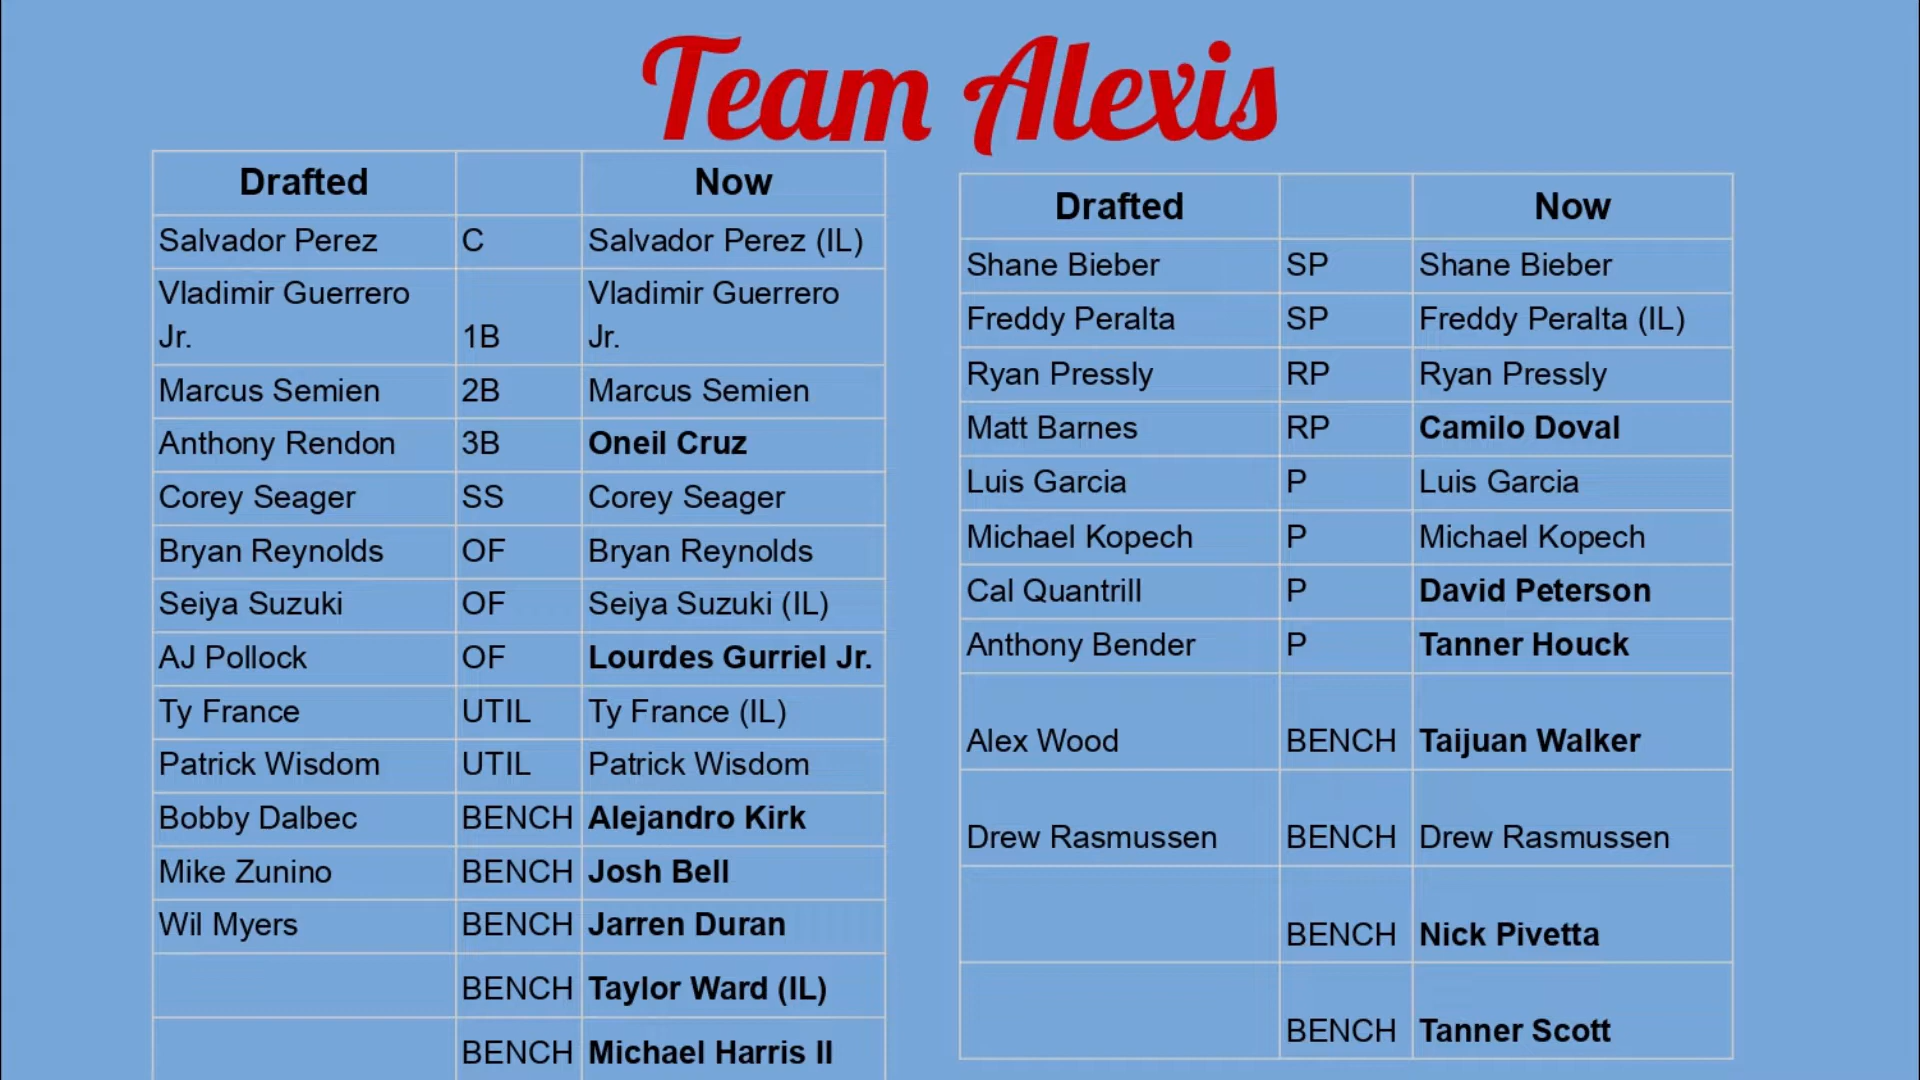 Team Alexis
Drafted Now
Salvador Perez C Salvador Perez (IL)
Vladimir Guerrero Jr. 1B Vladimir Guerrero Jr.
Marcus Semien 2B Marcus Semien
Anthony Rendon 3B Oneil Cruz
Corey Seager SS Corey Seager
Bryan Reynolds OF Bryan Reynolds
Seiya Suzuki OF Seiya Suzuki (IL)
AJ Pollock OF Lourdes Gurriel Jr.
Ty France UTIL Ty France (IL)
Patrick Wisdom UTIL Patrick Wisdom
Bobby Dalbec BENCH Alejandro Kirk
Mike Zunino BENCH Josh Bell
Wil Myers BENCH Jarren Duran
BENCH Taylor Ward (IL)
BENCH Michael Harris II
Drafted Now
Shane Bieber SP Shane Bieber
Freddy Peralta SP Freddy Peralta (IL)
Ryan Pressly RP Ryan Pressly
Matt Barnes RP Camilo Doval
Luis Garcia P Luis Garcia
Michael Kopech P Michael Kopech
Cal Quantrill P David Peterson
Anthony Bender P Tanner Houck
Alex Wood BENCH Taijuan Walker
Drew Rasmussen BENCH Drew Rasmussen
BENCH Nick Pivetta
BENCH Tanner Scott